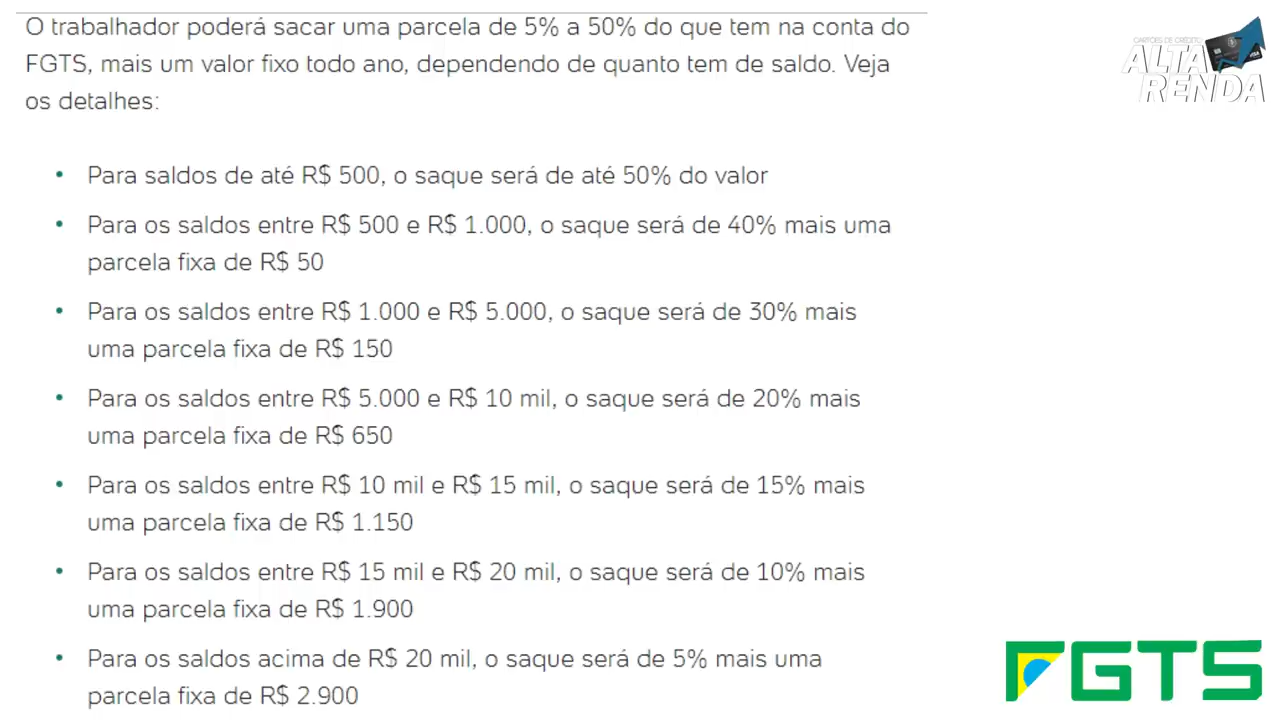 O trabalhador poderá sacar uma parcela de 5% a 50% do que tem na conta do
FGTS, mais um valor fixo todo ano, dependendo de quanto tem de saldo. Veja
os detalhes:
• Para saldos de até R$ 500, o saque será de até 50% do valor
• Para os saldos entre R$ 500 e R$ 1.000, o saque será de 40% mais uma
parcela fixa de R$ 50
• Para os saldos entre R$ 1.000 e R$ 5.000, o saque será de 30% mais
uma parcela fixa de R$ 150
• Para os saldos entre R$ 5.000 e R$ 10 mil, o saque será de 20% mais
uma parcela fixa de R$ 650
• Para os saldos entre R$ 10 mil e R$ 15 mil, o saque será de 15% mais
uma parcela fixa de R$ 1.150
• Para os saldos entre R$ 15 mil e R$ 20 mil, o saque será de 10% mais
uma parcela fixa de R$ 1.900
• Para os saldos acima de R$ 20 mil, o saque será de 5% mais uma
parcela fixa de R$ 2.900
CARTÕES DE CRÉDITO
ALTA
RENDA
VISA
FGTS